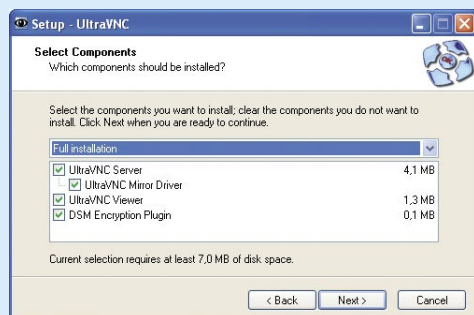 Setup - UltraVNC
Select Components
Which components should be installed?
Select the components you want to install; clear the components you do not want to
install. Click Next when you are ready to continue.
Full installation
UltraVNC Server 4,1 MB
UltraVNC Mirror Driver
UltraVNC Viewer 1,3 MB
DSM Encryption Plugin 0,1 MB
Current selection requires at least 7,0 MB of disk space.
< Back Next > Cancel